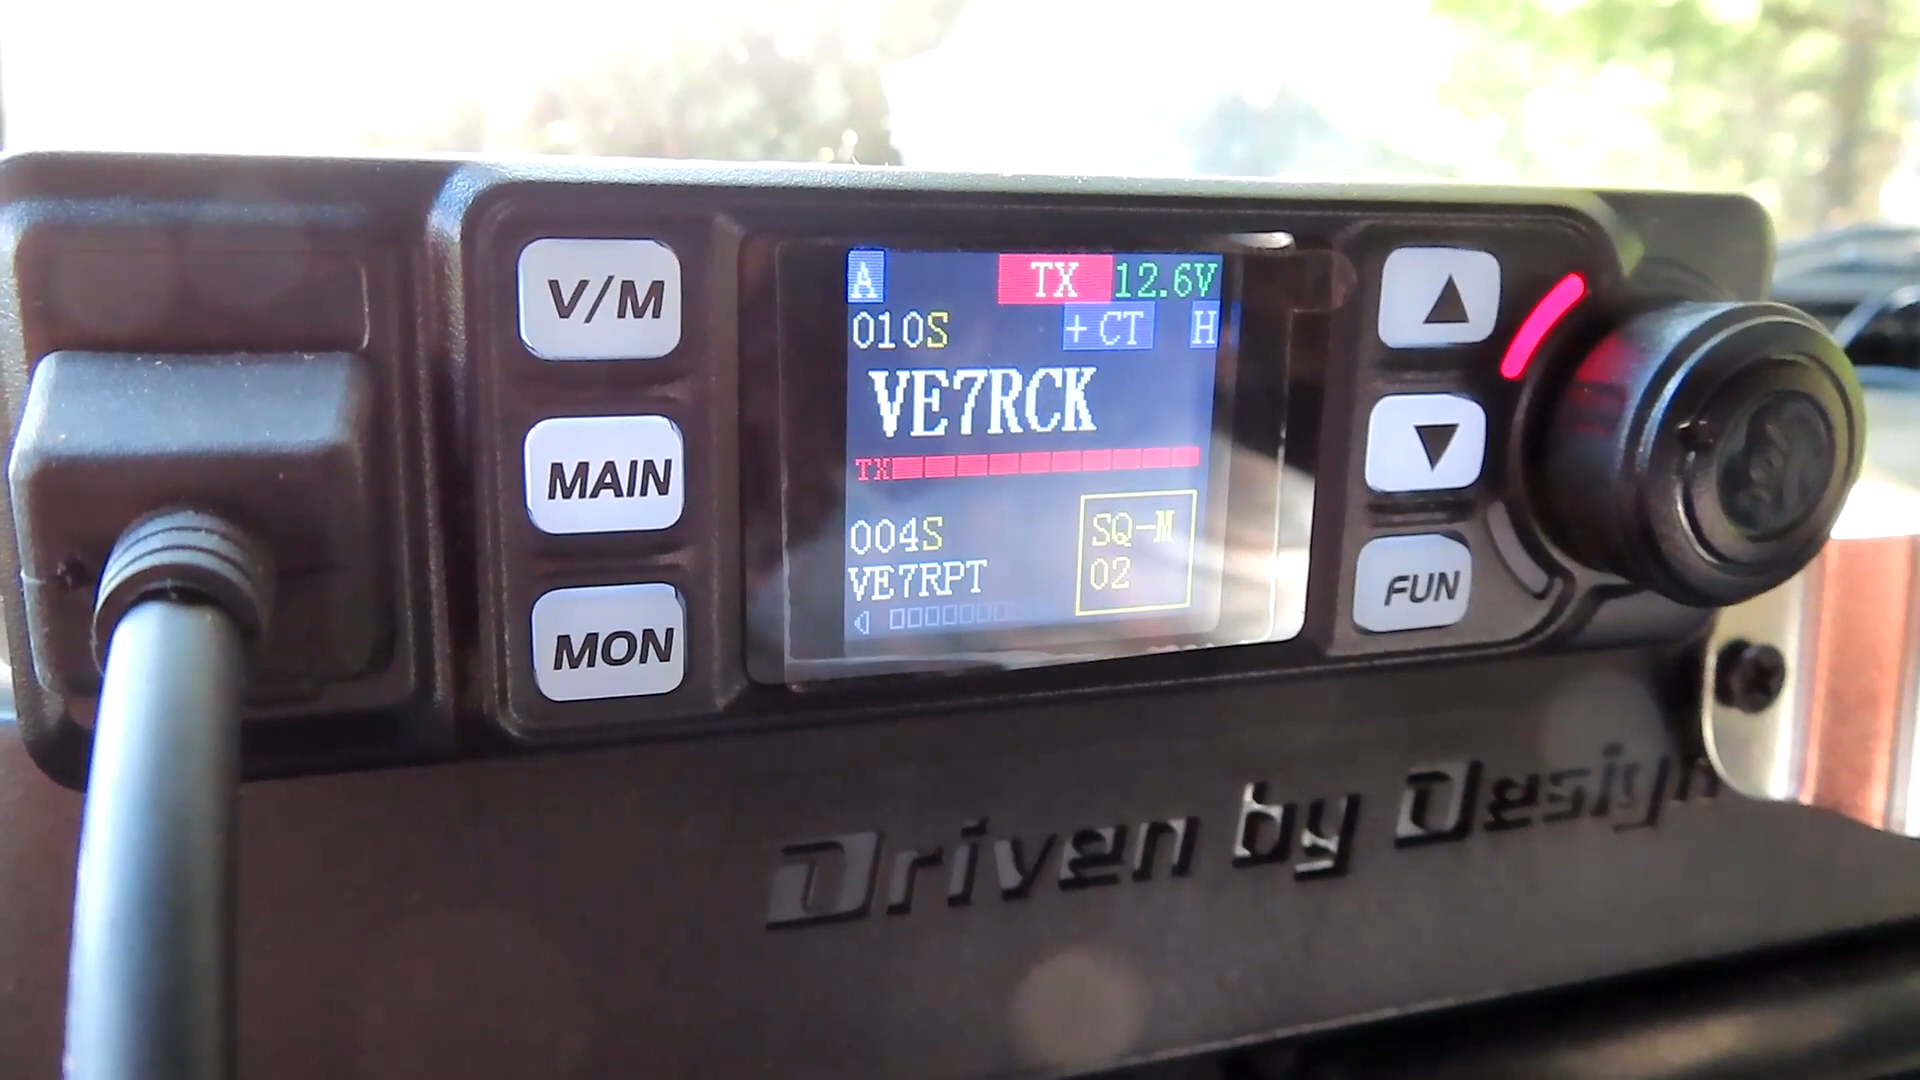 V/M
MAIN
MON
A TX 12.6V
010S + CT H
VE7RCK
TX
004S
VE7RPT
SQ-M
02
▲
▼
FUN
Driven by Design